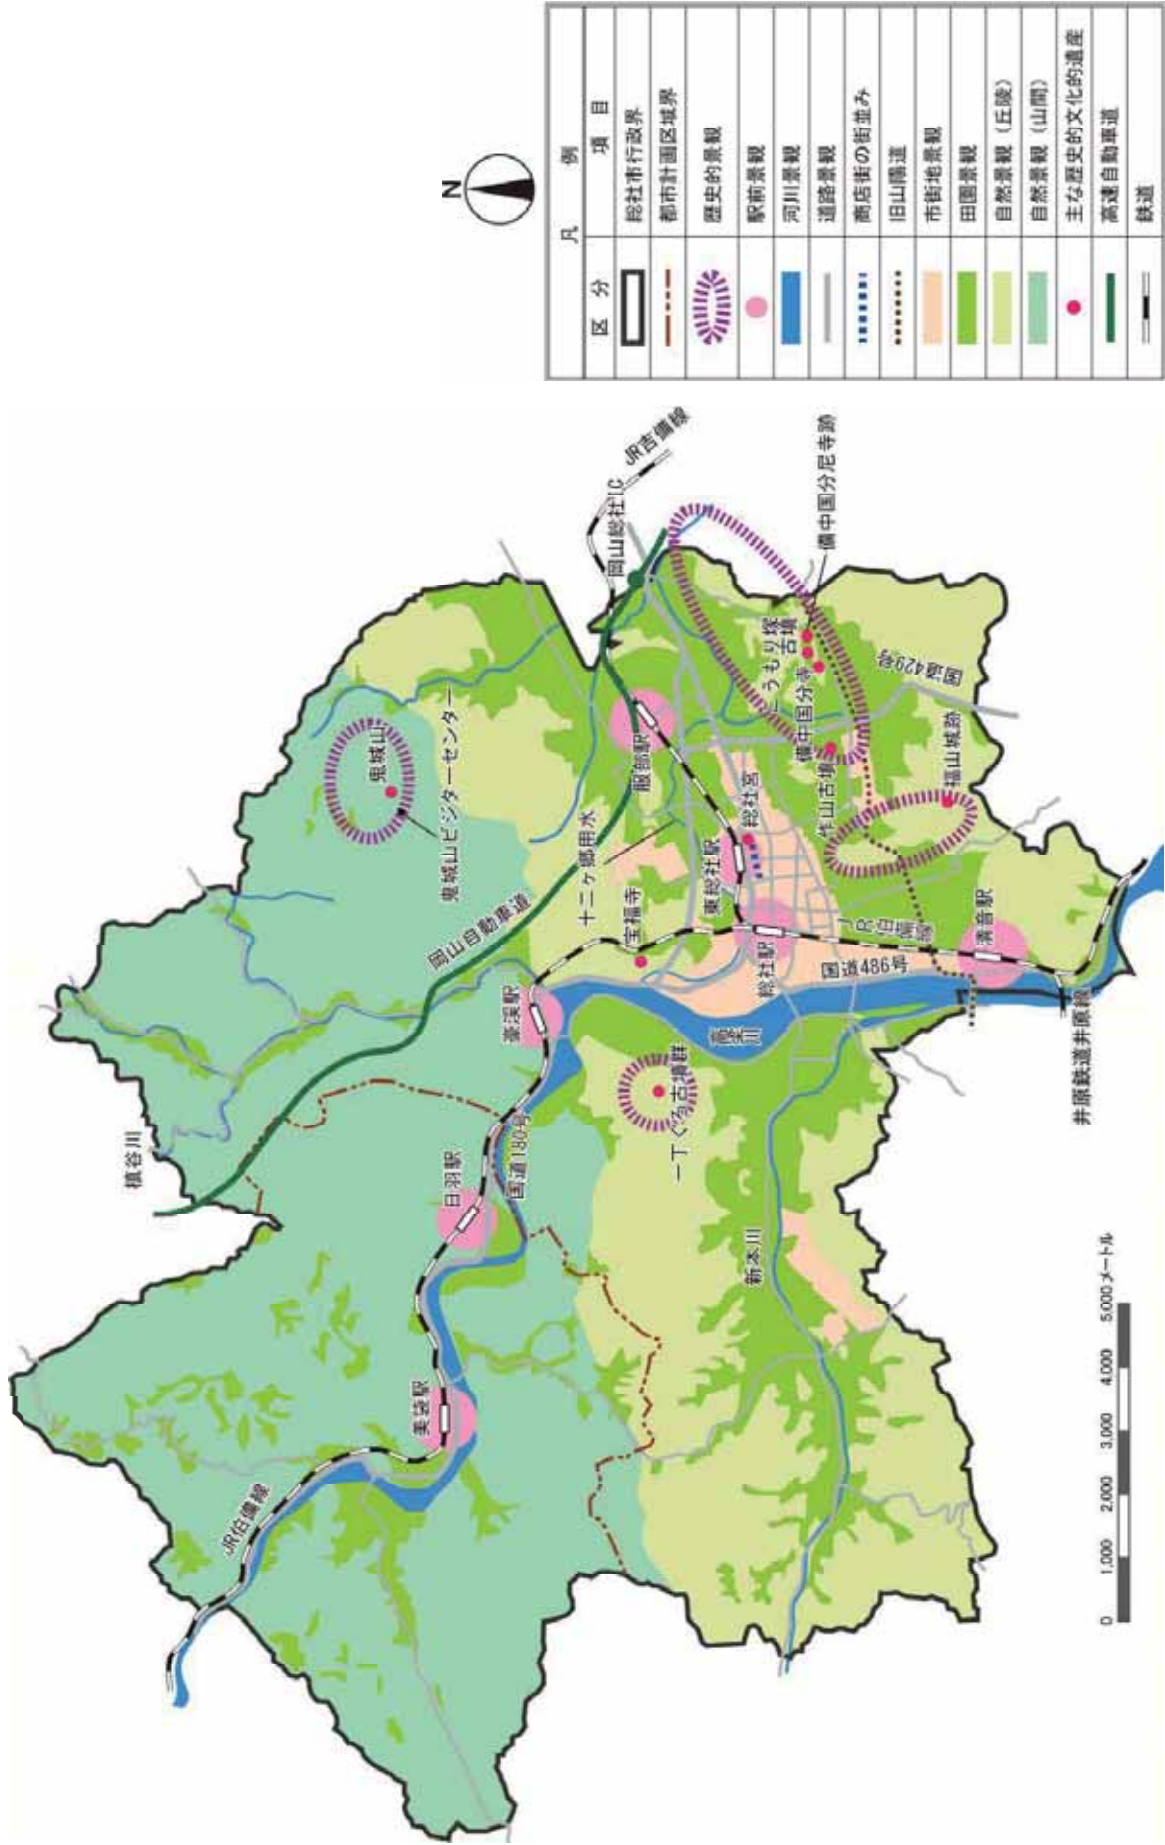 N
凡 例
区 分 項 目
総社市行政界
都市計画区域界
歴史的景観
駅前景観
河川景観
道路景観
商店街の街並み
旧山陽道
市街地景観
田園景観
自然景観(丘陵)
自然景観(山間)
主な歴史的文化的遺産
高速自動車道
鉄道
槙谷川
岡山自動車道
鬼城山
鬼城山ビジターセンター
JR吉備線
岡山総社IC
十二ヶ郷用水
服部駅
宝福寺
東総社駅
総社宮
総社駅
こうもり塚
古墳
備中国分寺
備中国分尼寺跡
作山古墳
国道429号
福山城跡
JR伯備線
国道486号
清音駅
井原鉄道井原線
高梁川
一丁ぐろ古墳群
豪渓駅
国道180号
日羽駅
美袋駅
JR伯備線
新本川
0 1,000 2,000 3,000 4,000 5,000 メートル